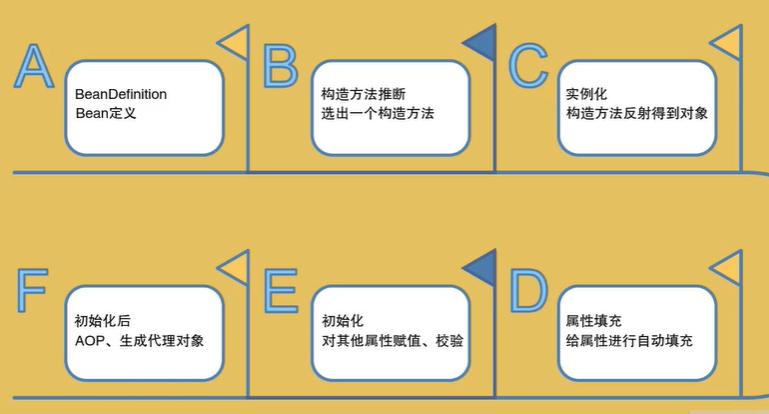 A
BeanDefinition
Bean定义
B
构造方法推断
选出一个构造方法
C
实例化
构造方法反射得到对象
F
初始化后
AOP、生成代理对象
E
初始化
对其他属性赋值、校验
D
属性填充
给属性进行自动填充